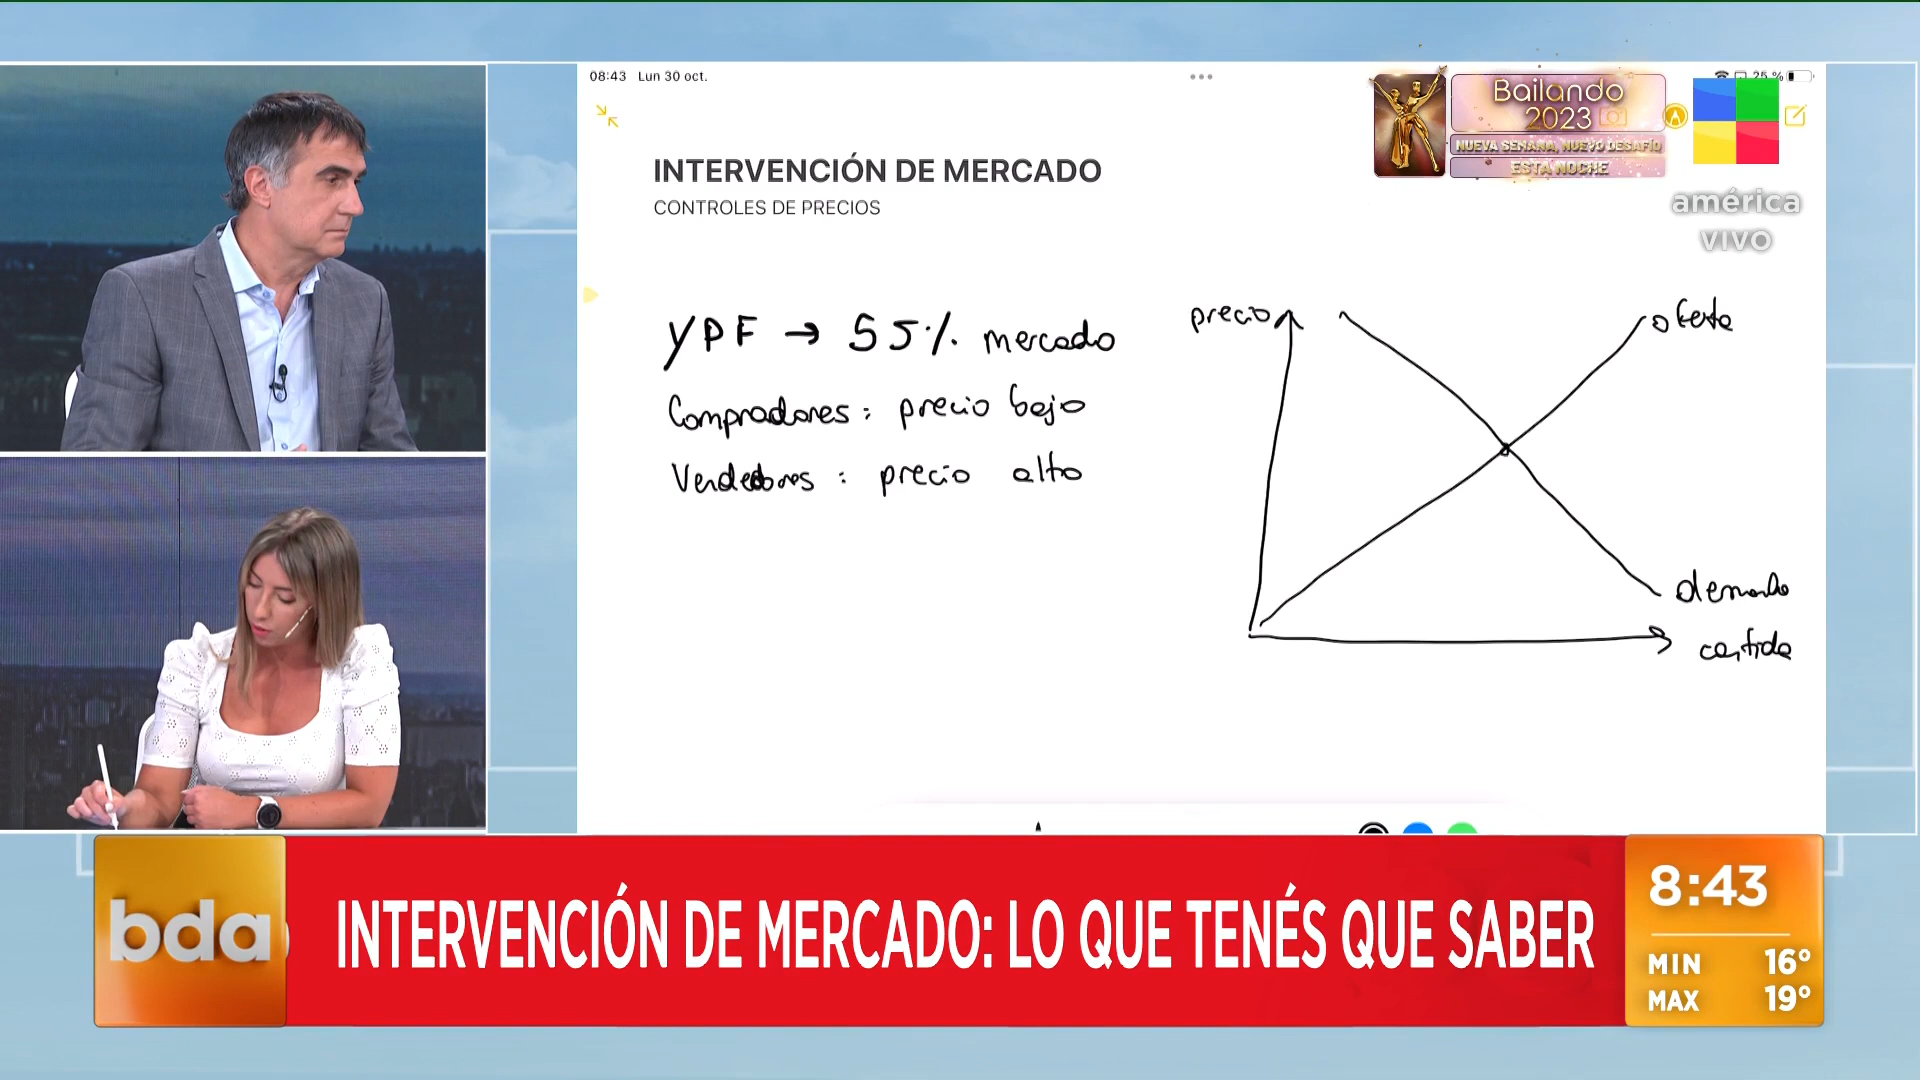 08:43 Lun 30 oct.
25 %
Bailando
2023
NUEVA SEMANA, NUEVO DESAFÍO
ESTA NOCHE
américa
VIVO
INTERVENCIÓN DE MERCADO
CONTROLES DE PRECIOS
YPF → 55% mercado
Compradores: precio bajo
Vendedores: precio alto
precio
oferta
demanda
cantida
bda
INTERVENCIÓN DE MERCADO: LO QUE TENÉS QUE SABER
8:43
MIN 16°
MAX 19°